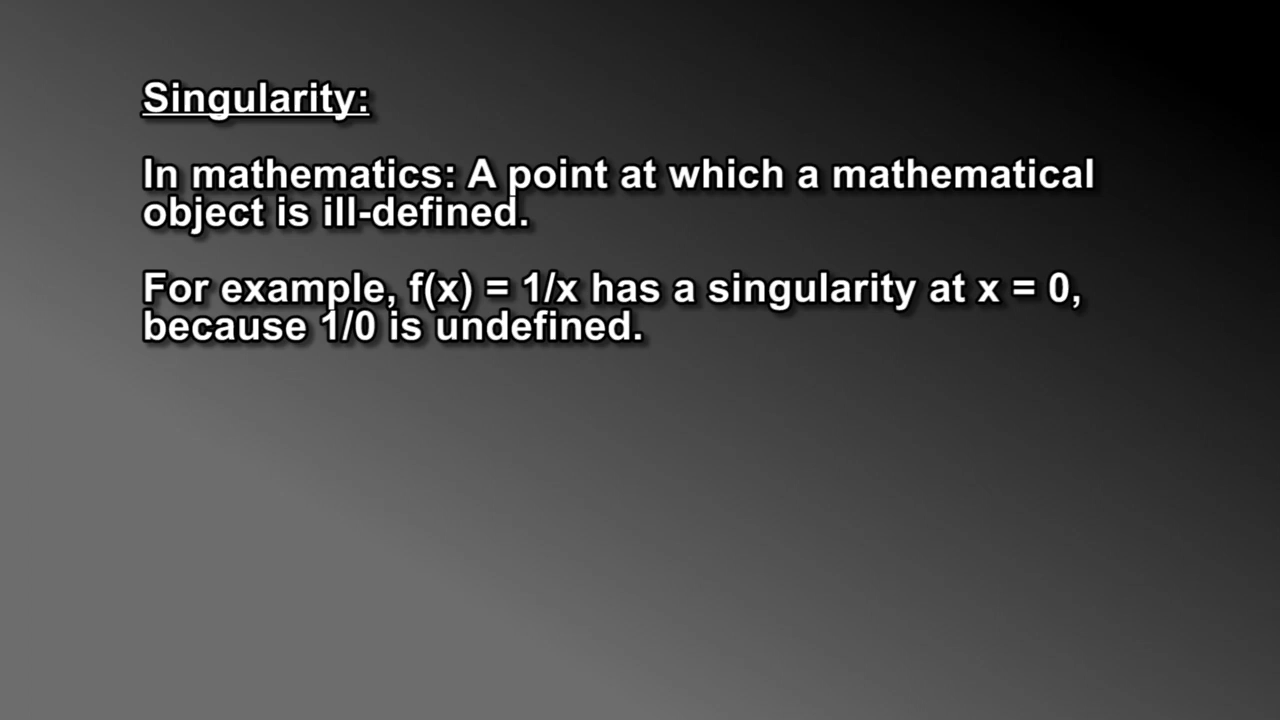 Singularity:
In mathematics: A point at which a mathematical
object is ill-defined.
For example, f(x) = 1/x has a singularity at x = 0,
because 1/0 is undefined.